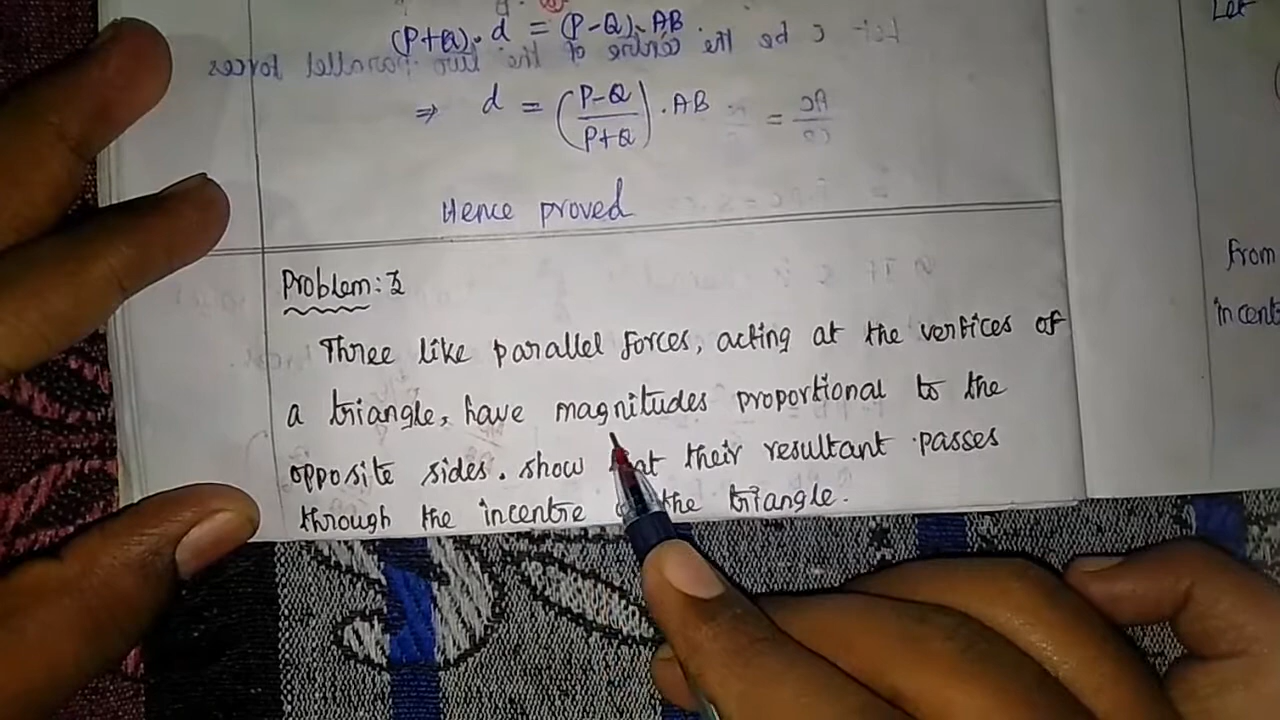 (P+Q). d = (P-Q). AB
⇒ d = (P-Q / P+Q) . AB
Hence proved
Problem: 2
Three like parallel forces, acting at the vertices of
a triangle, have magnitudes proportional to the
opposite sides. show their resultant passes
through the incentre the triangle.
Let
From
incent